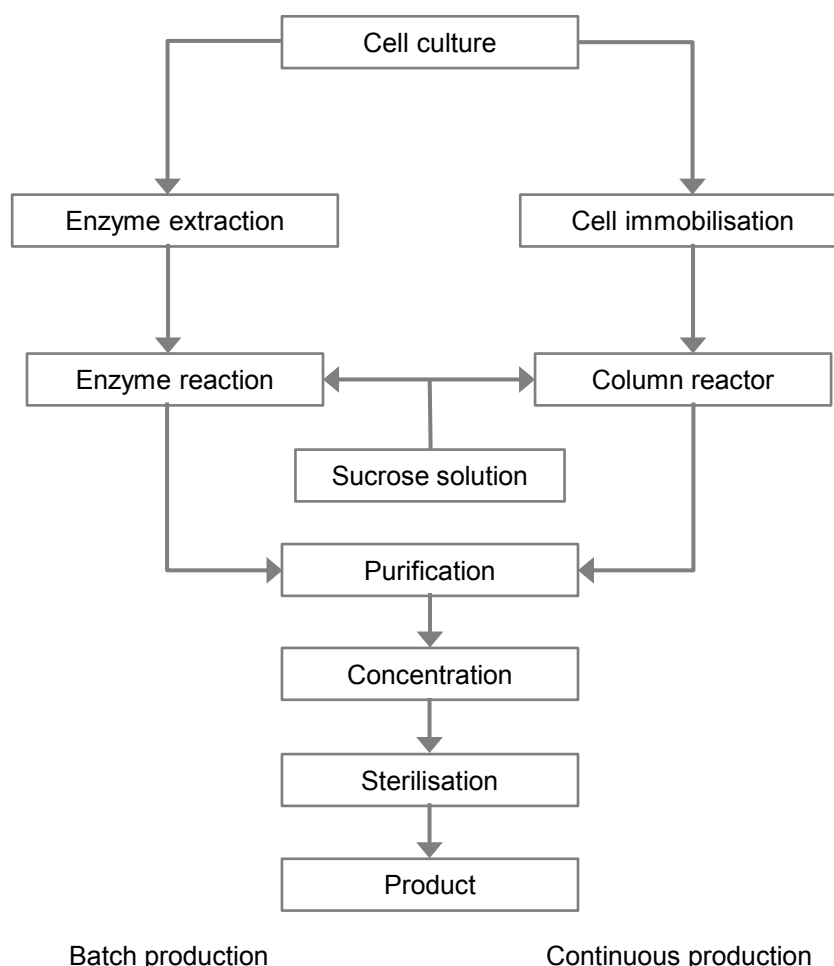 Cell culture
Enzyme extraction
Cell immobilisation
Enzyme reaction
Column reactor
Sucrose solution
Purification
Concentration
Sterilisation
Product
Batch production
Continuous production